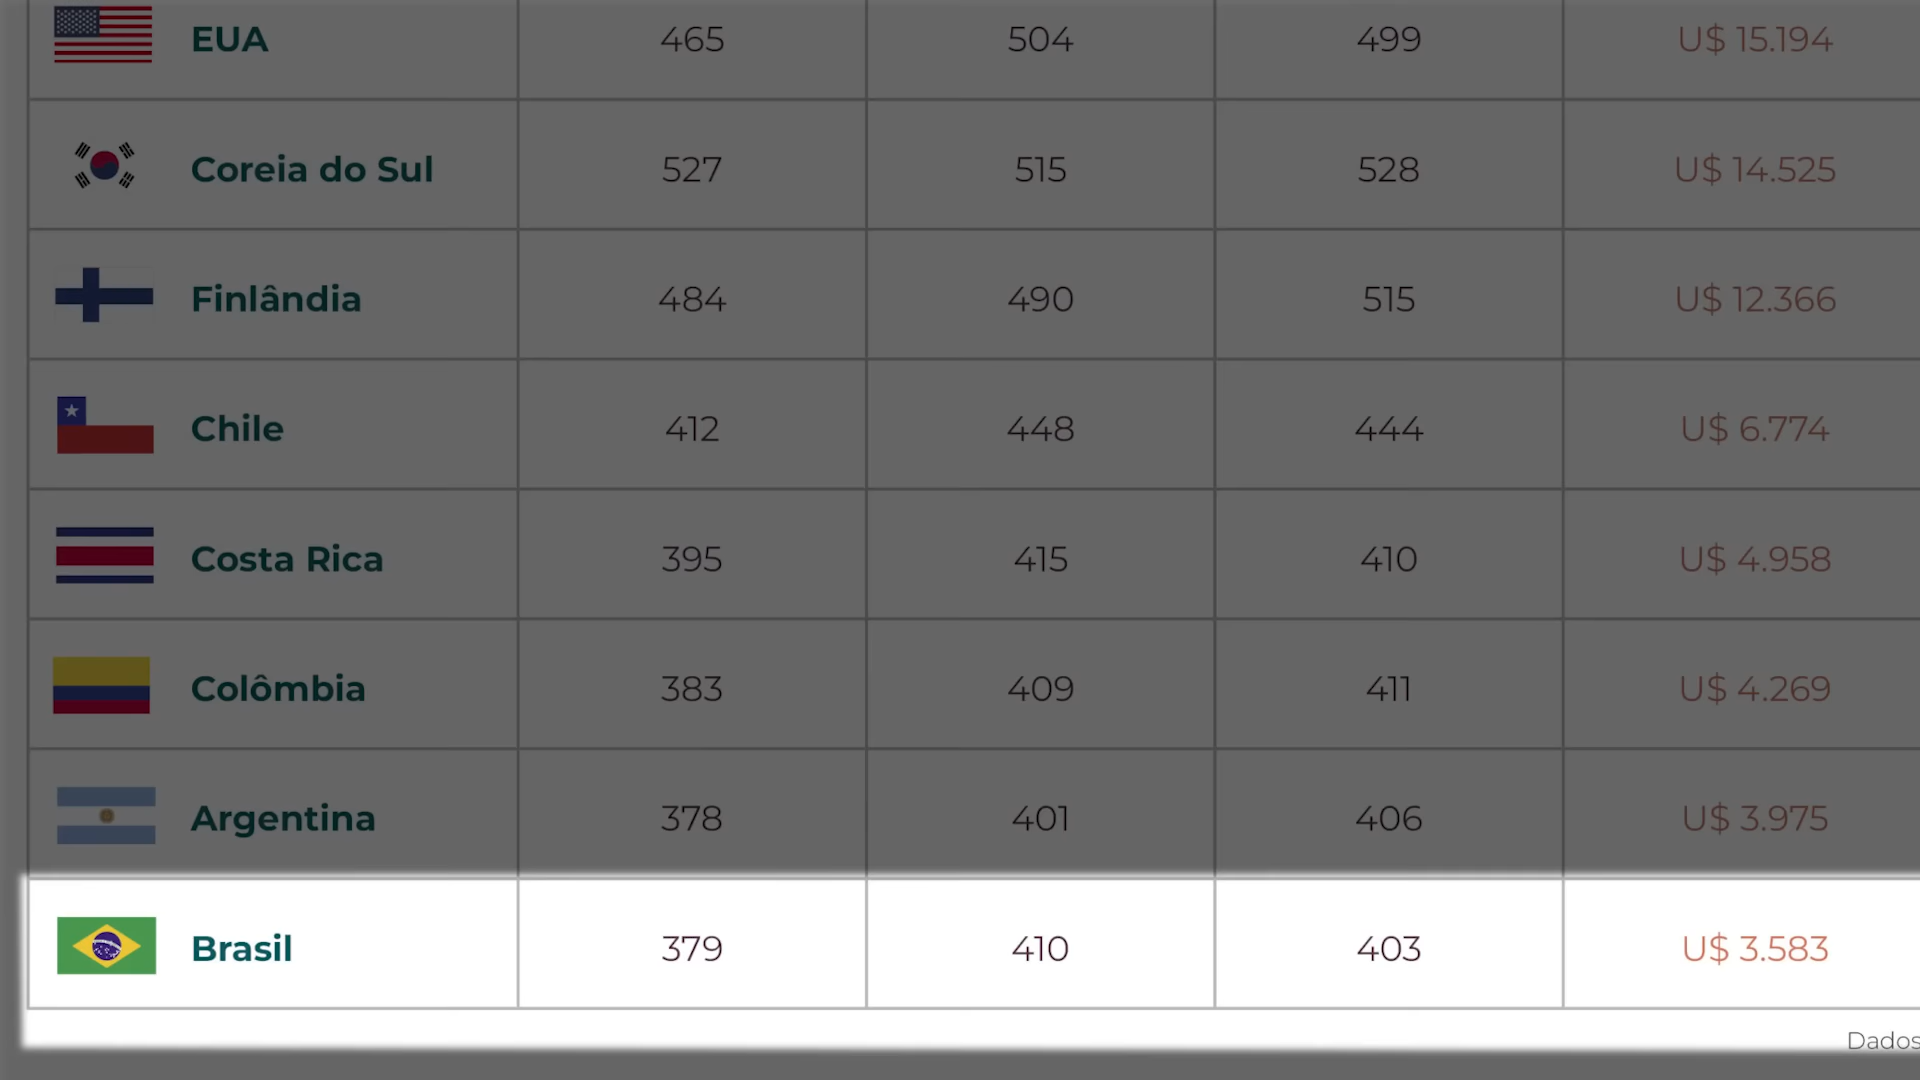 EUA 465 504 499 U$ 15.194
Coreia do Sul 527 515 528 U$ 14.525
Finlândia 484 490 515 U$ 12.366
Chile 412 448 444 U$ 6.774
Costa Rica 395 415 410 U$ 4.958
Colômbia 383 409 411 U$ 4.269
Argentina 378 401 406 U$ 3.975
Brasil 379 410 403 U$ 3.583
Dados